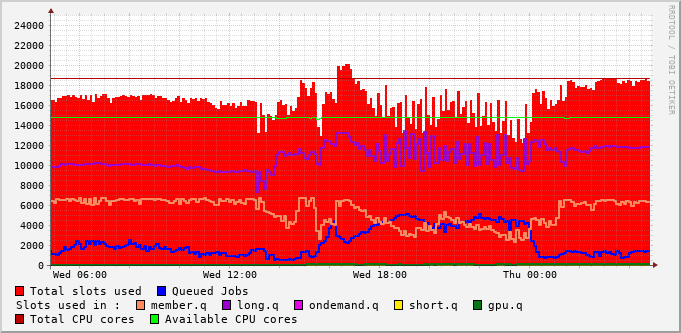 RRDTOOL / TOBI OETIKER
24000
22000
20000
18000
16000
14000
12000
10000
8000
6000
4000
2000
0
Wed 06:00 Wed 12:00 Wed 18:00 Thu 00:00
Total slots used Queued Jobs
Slots used in : member.q long.q ondemand.q short.q gpu.q
Total CPU cores Available CPU cores